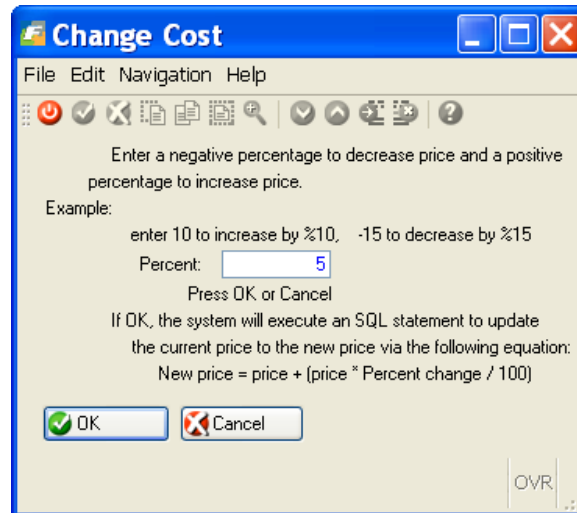 Change Cost
File Edit Navigation Help
Enter a negative percentage to decrease price and a positive
percentage to increase price.
Example:
enter 10 to increase by %10, -15 to decrease by %15
Percent: 5
Press OK or Cancel
If OK, the system will execute an SQL statement to update
the current price to the new price via the following equation:
New price = price + (price * Percent change / 100)
OK Cancel
OVR